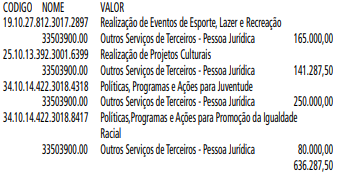 CODIGO NOME VALOR
19.10.27.812.3017.2897 Realização de Eventos de Esporte, Lazer e Recreação
33503900.00 Outros Serviços de Terceiros - Pessoa Jurídica 165.000,00
25.10.13.392.3001.6399 Realização de Projetos Culturais
33503900.00 Outros Serviços de Terceiros - Pessoa Jurídica 141.287,50
34.10.14.422.3018.4318 Políticas, Programas e Ações para Juventude
33503900.00 Outros Serviços de Terceiros - Pessoa Jurídica 250.000,00
34.10.14.422.3018.8417 Políticas,Programas e Ações para Promoção da Igualdade
Racial
33503900.00 Outros Serviços de Terceiros - Pessoa Jurídica 80.000,00
636.287,50